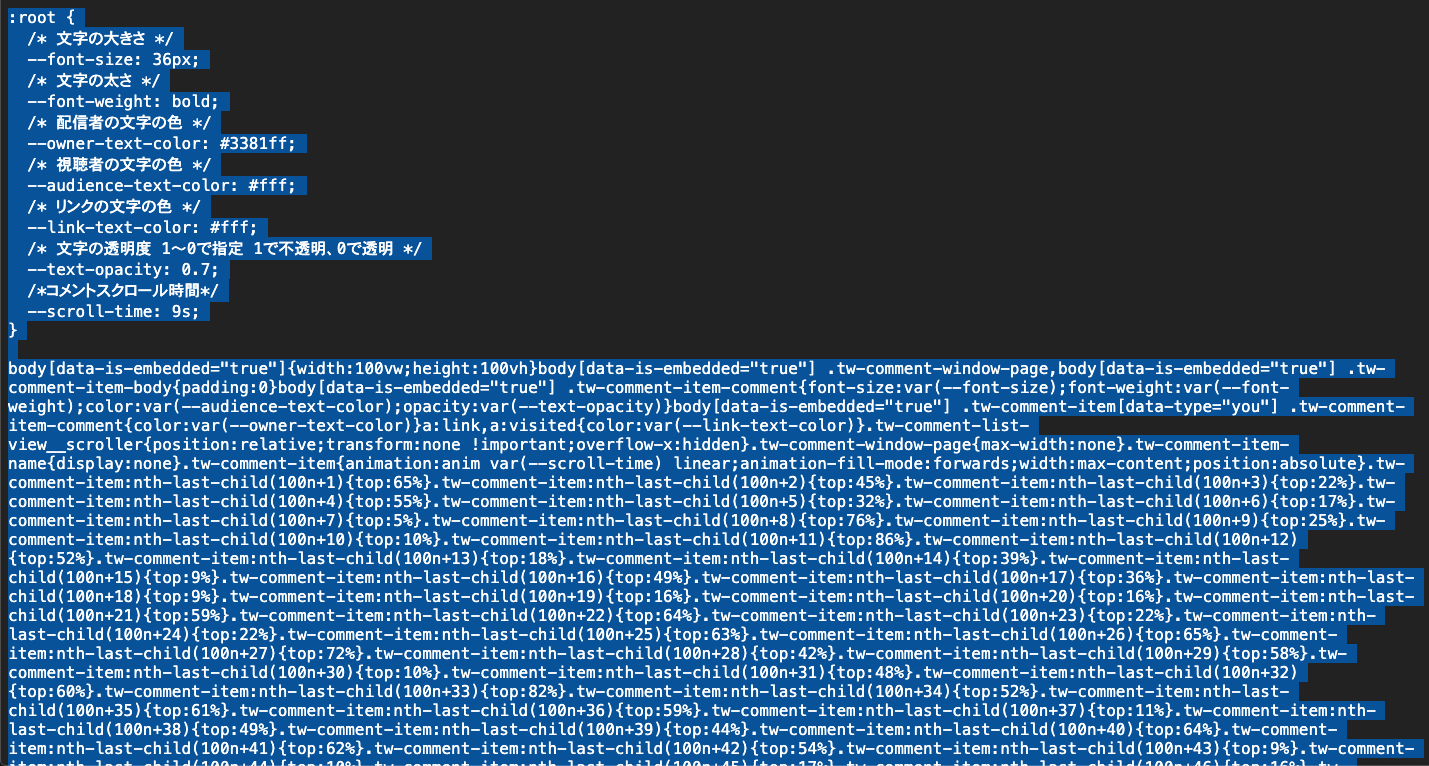 :root {
/* 文字の大きさ */
--font-size: 36px;
/* 文字の太さ */
--font-weight: bold;
/* 配信者の文字の色 */
--owner-text-color: #3381ff;
/* 視聴者の文字の色 */
--audience-text-color: #fff;
/* リンクの文字の色 */
--link-text-color: #fff;
/* 文字の透明度 1〜0で指定 1で不透明、0で透明 */
--text-opacity: 0.7;
/*コメントスクロール時間*/
--scroll-time: 9s;
}
body[data-is-embedded="true"]{width:100vw;height:100vh}body[data-is-embedded="true"] .tw-comment-window-page,body[data-is-embedded="true"] .tw-
comment-item-body{padding:0}body[data-is-embedded="true"] .tw-comment-item-comment{font-size:var(--font-size);font-weight:var(--font-
weight);color:var(--audience-text-color);opacity:var(--text-opacity)}body[data-is-embedded="true"] .tw-comment-item[data-type="you"] .tw-comment-
item-comment{color:var(--owner-text-color)}a:link,a:visited{color:var(--link-text-color)}.tw-comment-list-
view__scroller{position:relative;transform:none !important;overflow-x:hidden}.tw-comment-window-page{max-width:none}.tw-comment-item-
name{display:none}.tw-comment-item{animation:anim var(--scroll-time) linear;animation-fill-mode:forwards;width:max-content;position:absolute}.tw-
comment-item:nth-last-child(100n+1){top:65%}.tw-comment-item:nth-last-child(100n+2){top:45%}.tw-comment-item:nth-last-child(100n+3){top:22%}.tw-
comment-item:nth-last-child(100n+4){top:55%}.tw-comment-item:nth-last-child(100n+5){top:32%}.tw-comment-item:nth-last-child(100n+6){top:17%}.tw-
comment-item:nth-last-child(100n+7){top:5%}.tw-comment-item:nth-last-child(100n+8){top:76%}.tw-comment-item:nth-last-child(100n+9){top:25%}.tw-
comment-item:nth-last-child(100n+10){top:10%}.tw-comment-item:nth-last-child(100n+11){top:86%}.tw-comment-item:nth-last-child(100n+12)
{top:52%}.tw-comment-item:nth-last-child(100n+13){top:18%}.tw-comment-item:nth-last-child(100n+14){top:39%}.tw-comment-item:nth-last-
child(100n+15){top:9%}.tw-comment-item:nth-last-child(100n+16){top:49%}.tw-comment-item:nth-last-child(100n+17){top:36%}.tw-comment-item:nth-last-
child(100n+18){top:9%}.tw-comment-item:nth-last-child(100n+19){top:16%}.tw-comment-item:nth-last-child(100n+20){top:16%}.tw-comment-item:nth-last-
child(100n+21){top:59%}.tw-comment-item:nth-last-child(100n+22){top:64%}.tw-comment-item:nth-last-child(100n+23){top:22%}.tw-comment-item:nth-
last-child(100n+24){top:22%}.tw-comment-item:nth-last-child(100n+25){top:63%}.tw-comment-item:nth-last-child(100n+26){top:65%}.tw-comment-
item:nth-last-child(100n+27){top:72%}.tw-comment-item:nth-last-child(100n+28){top:42%}.tw-comment-item:nth-last-child(100n+29){top:58%}.tw-
comment-item:nth-last-child(100n+30){top:10%}.tw-comment-item:nth-last-child(100n+31){top:48%}.tw-comment-item:nth-last-child(100n+32)
{top:60%}.tw-comment-item:nth-last-child(100n+33){top:82%}.tw-comment-item:nth-last-child(100n+34){top:52%}.tw-comment-item:nth-last-
child(100n+35){top:61%}.tw-comment-item:nth-last-child(100n+36){top:59%}.tw-comment-item:nth-last-child(100n+37){top:11%}.tw-comment-item:nth-
last-child(100n+38){top:49%}.tw-comment-item:nth-last-child(100n+39){top:44%}.tw-comment-item:nth-last-child(100n+40){top:64%}.tw-comment-
item:nth-last-child(100n+41){top:62%}.tw-comment-item:nth-last-child(100n+42){top:54%}.tw-comment-item:nth-last-child(100n+43){top:9%}.tw-comment-